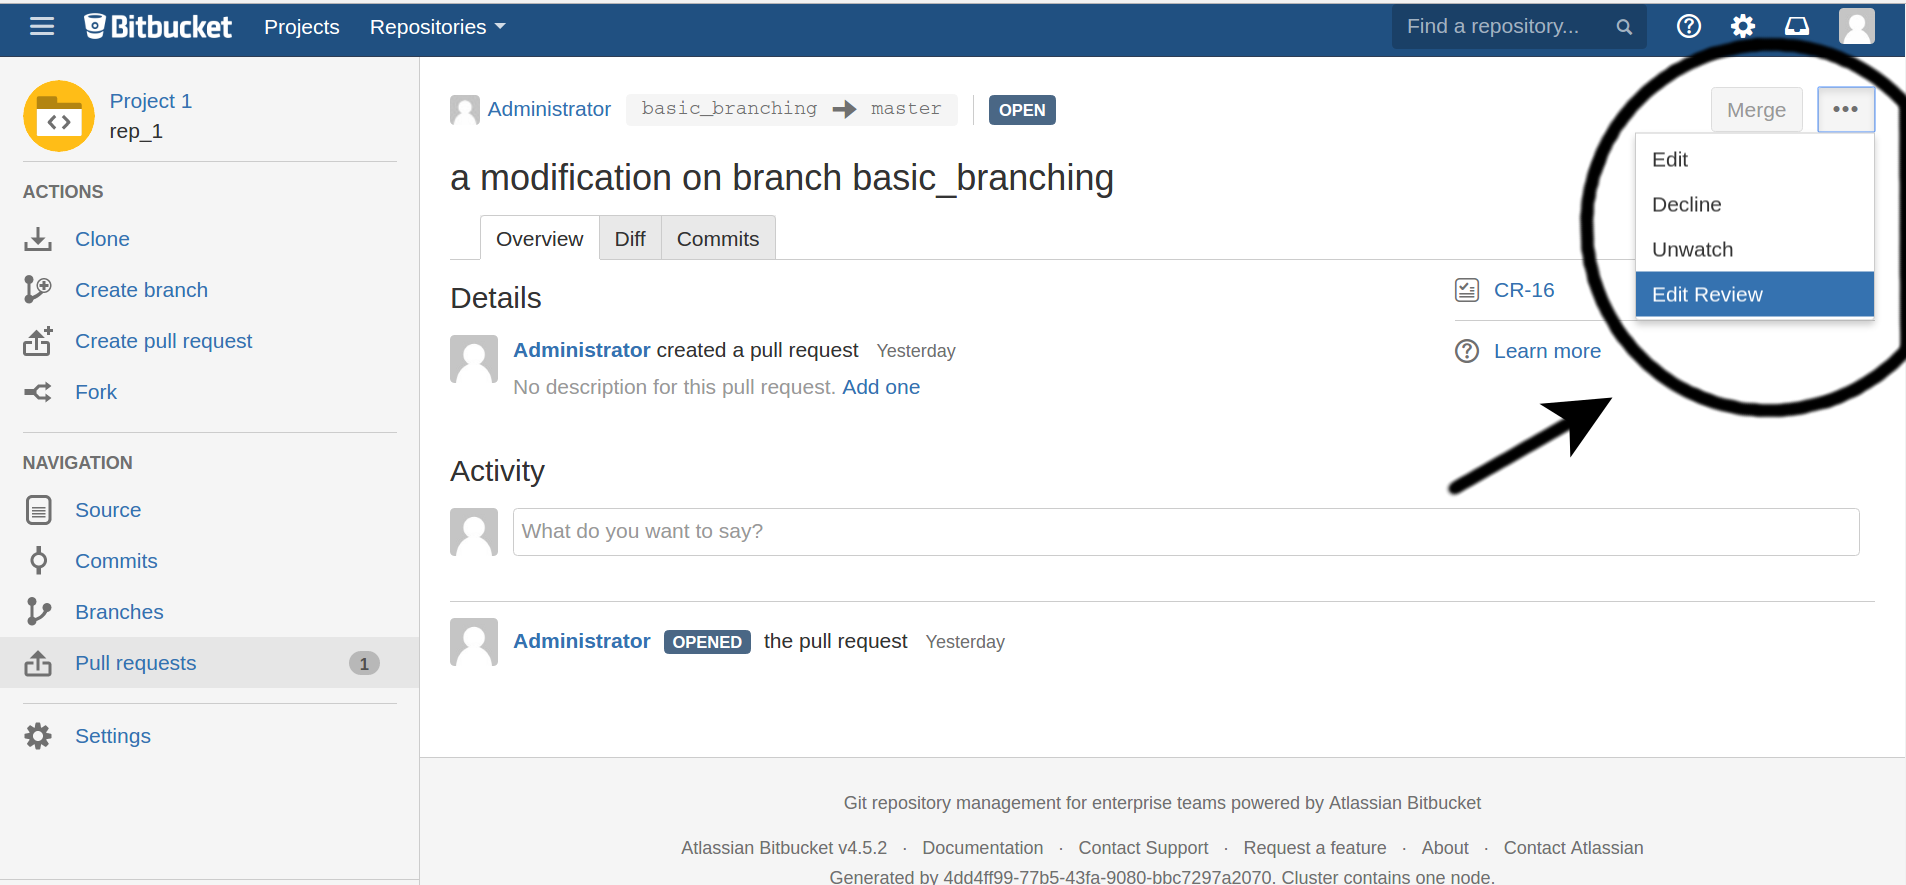 Bitbucket Projects Repositories Find a repository...
Project 1
rep_1
ACTIONS
Clone
Create branch
Create pull request
Fork
NAVIGATION
Source
Commits
Branches
Pull requests 1
Settings
Administrator basic_branching master OPEN Merge
a modification on branch basic_branching
Overview Diff Commits
Edit
Decline
Unwatch
Edit Review
Details
Administrator created a pull request Yesterday
No description for this pull request. Add one
CR-16
Learn more
Activity
What do you want to say?
Administrator OPENED the pull request Yesterday
Git repository management for enterprise teams powered by Atlassian Bitbucket
Atlassian Bitbucket v4.5.2 · Documentation · Contact Support · Request a feature · About · Contact Atlassian
Generated by 4dd4ff99-77b5-43fa-9080-bbc7297a2070. Cluster contains one node.